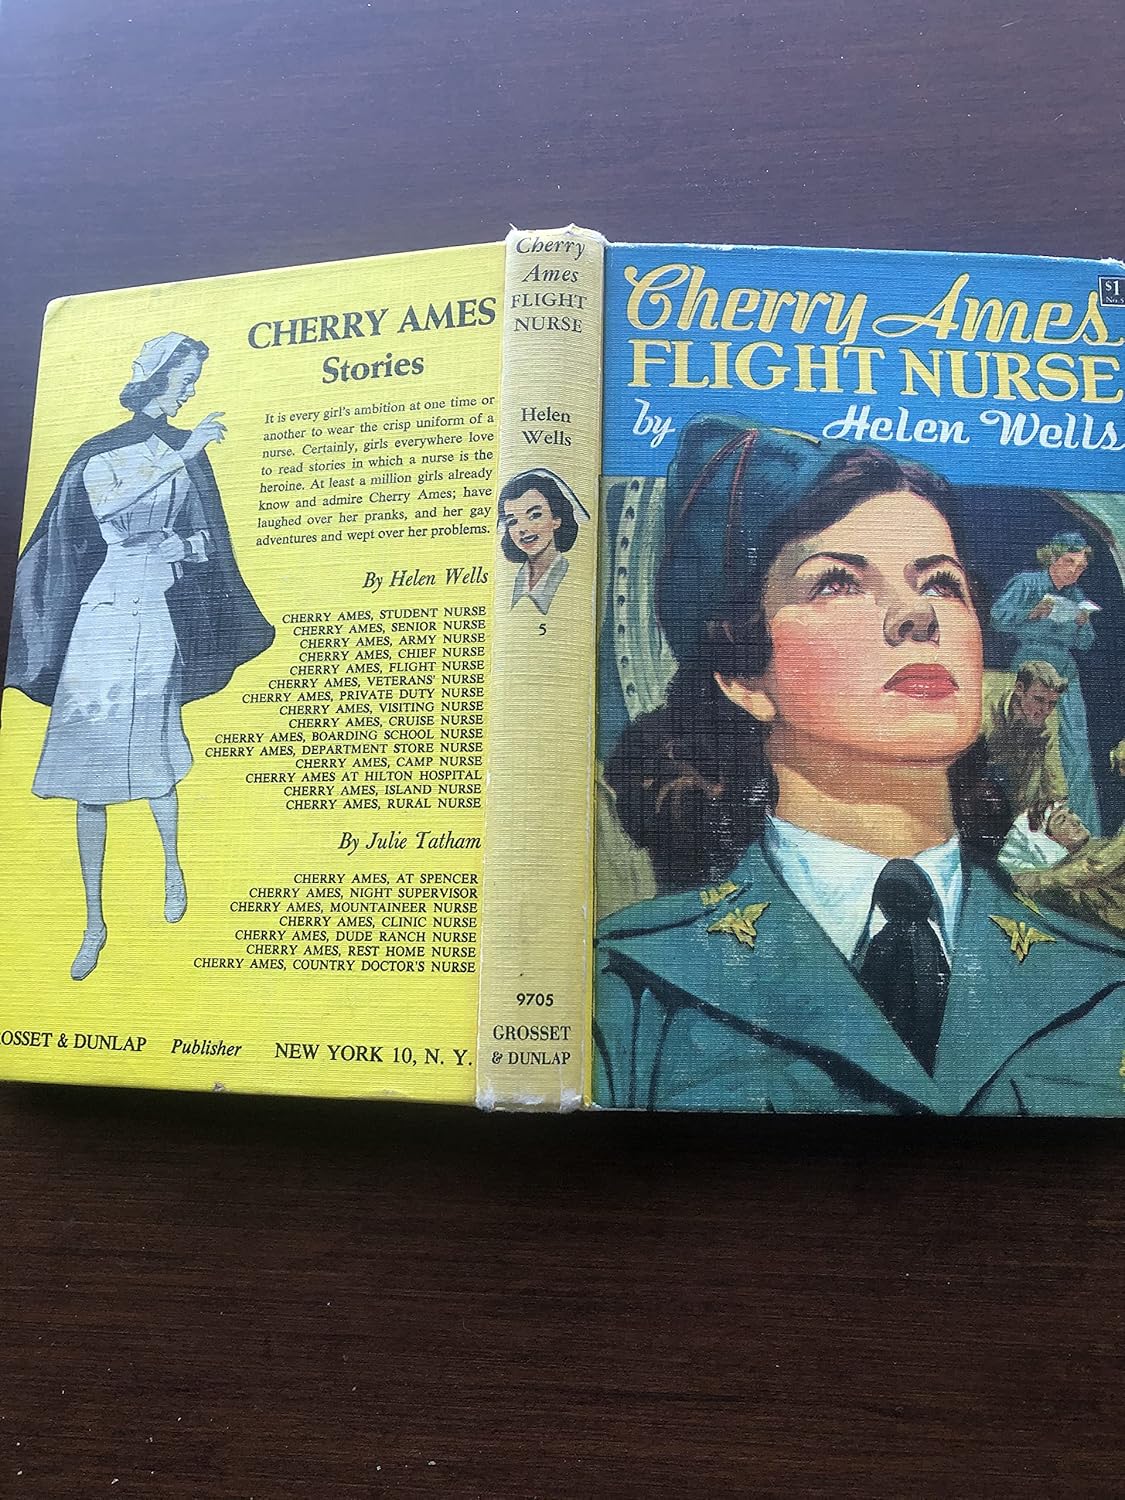 CHERRY AMES
Stories
It is every girl's ambition at one time or
another to wear the crisp uniform of a
nurse. Certainly, girls everywhere love
to read stories in which a nurse is the
heroine. At least a million girls already
know and admire Cherry Ames; have
laughed over her pranks, and her gay
adventures and wept over her problems.
By Helen Wells
CHERRY AMES, STUDENT NURSE
CHERRY AMES, SENIOR NURSE
CHERRY AMES, ARMY NURSE
CHERRY AMES, CHIEF NURSE
CHERRY AMES, FLIGHT NURSE
CHERRY AMES, VETERANS' NURSE
CHERRY AMES, PRIVATE DUTY NURSE
CHERRY AMES, VISITING NURSE
CHERRY AMES, CRUISE NURSE
CHERRY AMES, BOARDING SCHOOL NURSE
CHERRY AMES, DEPARTMENT STORE NURSE
CHERRY AMES, CAMP NURSE
CHERRY AMES AT HILTON HOSPITAL
CHERRY AMES, ISLAND NURSE
CHERRY AMES, RURAL NURSE
By Julie Tatham
CHERRY AMES, AT SPENCER
CHERRY AMES, NIGHT SUPERVISOR
CHERRY AMES, MOUNTAINEER NURSE
CHERRY AMES, CLINIC NURSE
CHERRY AMES, DUDE RANCH NURSE
CHERRY AMES, REST HOME NURSE
CHERRY AMES, COUNTRY DOCTOR'S NURSE
ROSSET & DUNLAP Publisher NEW YORK 10, N. Y.
Cherry
Ames
FLIGHT
NURSE
Helen
Wells
5
9705
GROSSET
& DUNLAP
Cherry Ames
FLIGHT NURSE
by Helen Wells
$1
No. 5